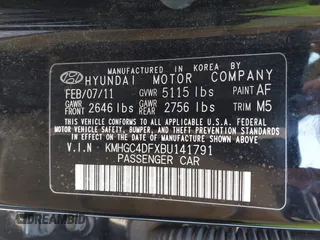 MANUFACTURED IN KOREA BY
HYUNDAI MOTOR COMPANY
FEB/07/11 GVWR 5115 lbs PAINT AF
GAWR FRONT 2646 lbs GAWR REAR 2756 lbs TRIM M5
THIS VEHICLE CONFORMS TO ALL APPLICABLE
FEDERAL MOTOR VEHICLE SAFETY, BUMPER,
AND THEFT PREVENTION STANDARDS IN EFFECT
ON THE DATE OF MANUFACTURE SHOWN ABOVE.
V.I.N KMHGC4DFXBU141791
PASSENGER CAR
DREAMBID